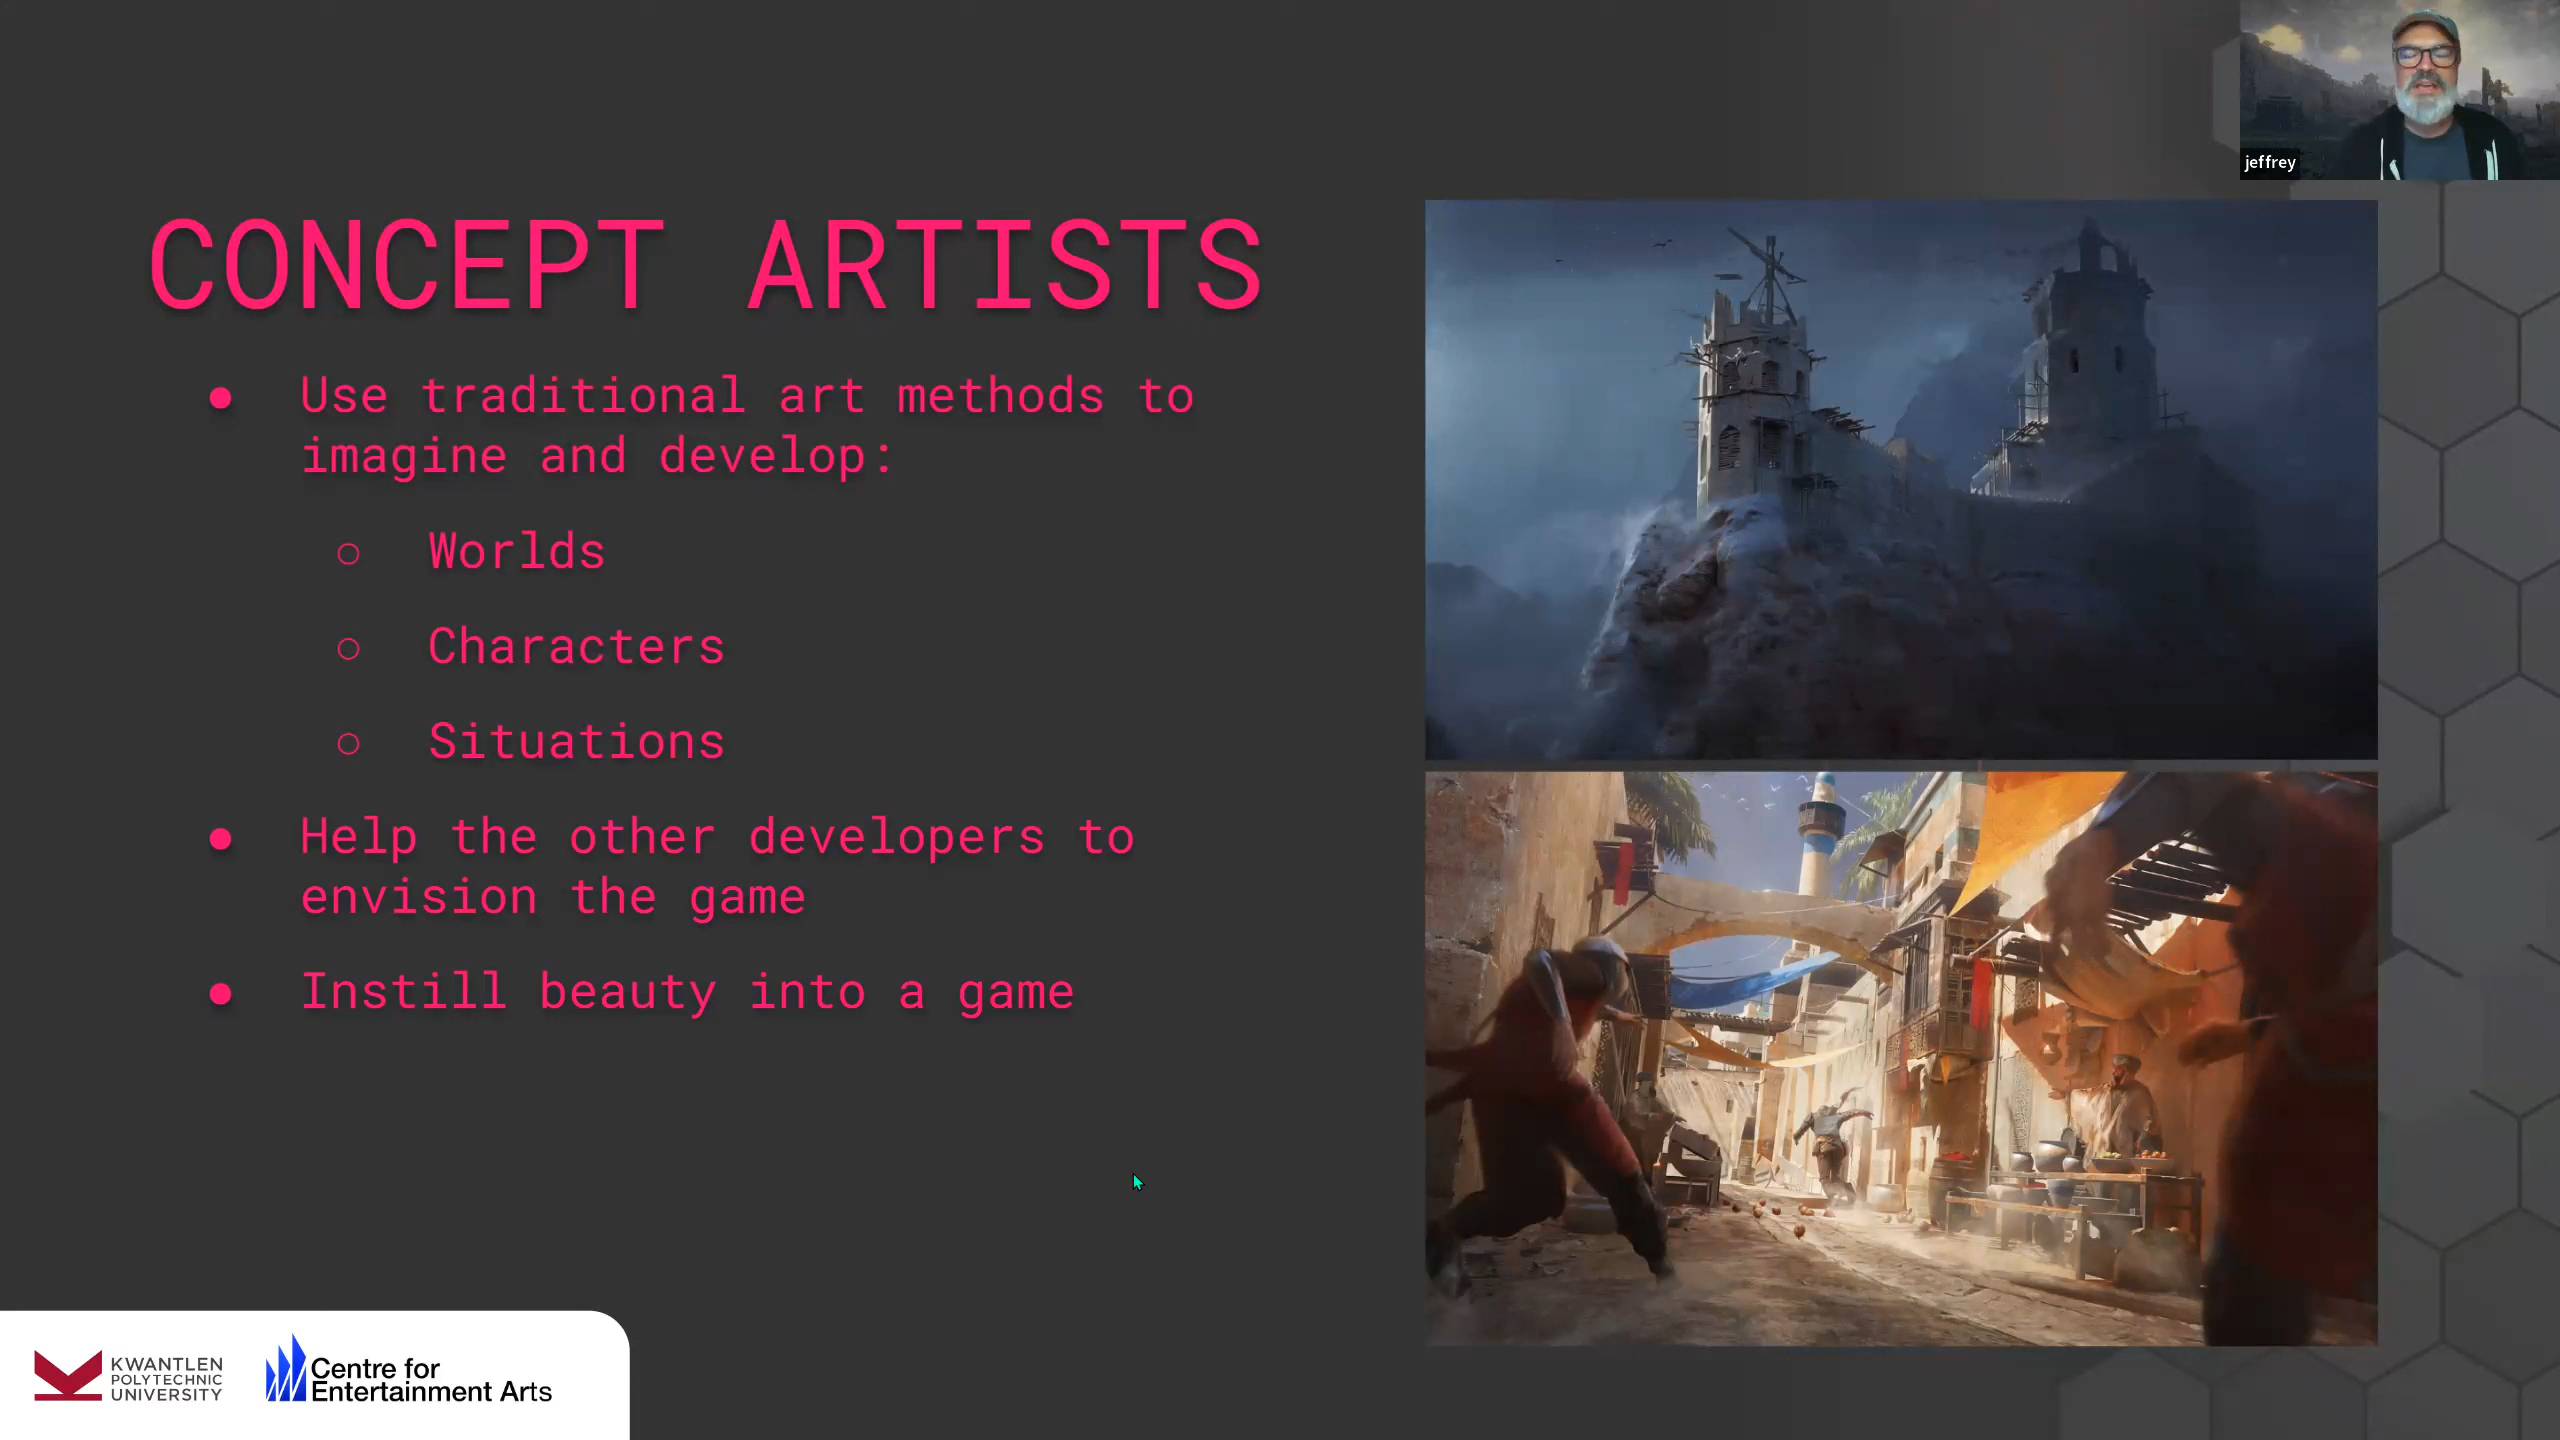 jeffrey
CONCEPT ARTISTS
● Use traditional art methods to
imagine and develop:
○ Worlds
○ Characters
○ Situations
● Help the other developers to
envision the game
● Instill beauty into a game
KWANTLEN
POLYTECHNIC
UNIVERSITY
Centre for
Entertainment Arts